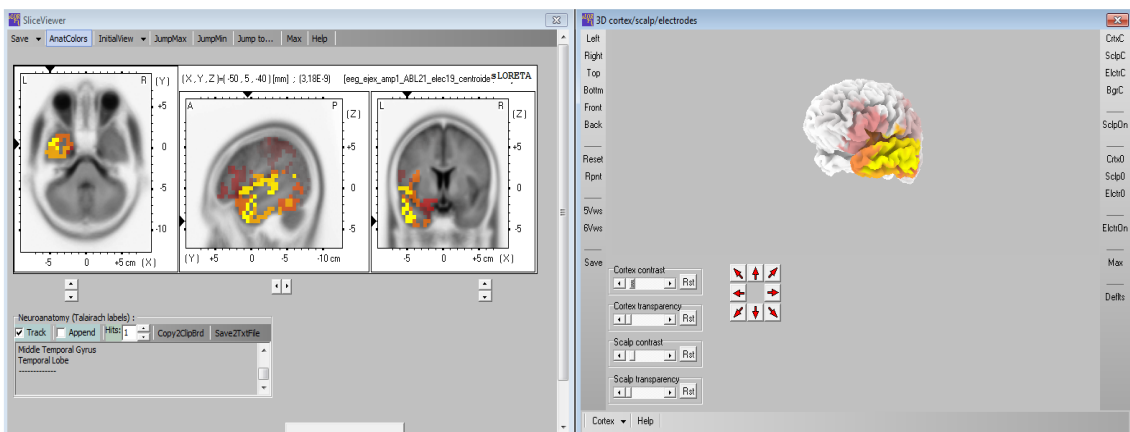 SliceViewer
Save AnatColors InitialView JumpMax JumpMin Jump to... Max Help
L R (Y)
+5
0
-5
-10
-5 0 +5 cm (X)
(X, Y, Z)=(-50, 5, -40) [mm] ; (3,18E-9) [eeg_ejex_amp1_ABL21_elec19_centroide sLORETA
A P (Z)
+5
0
-5
(Y) +5 0 -5 -10 cm
L R (Z)
+5
0
-5
-5 0 +5 cm (X)
Neuroanatomy (Talairach labels) :
Track Append Hits: 1 Copy2ClipBrd Save2TxtFile
Middle Temporal Gyrus
Temporal Lobe
-------------
3D cortex/scalp/electrodes
Left
Right
Top
Bottm
Front
Back
Reset
Rpnt
5Vws
6Vws
Save
Cortex contrast
Rst
Cortex transparency
Rst
Scalp contrast
Rst
Scalp transparency
Rst
CrtxC
SclpC
ElctrC
BgrC
SclpOn
Crtx0
Sclp0
Elctr0
ElctrOn
Max
Deflts
Cortex Help